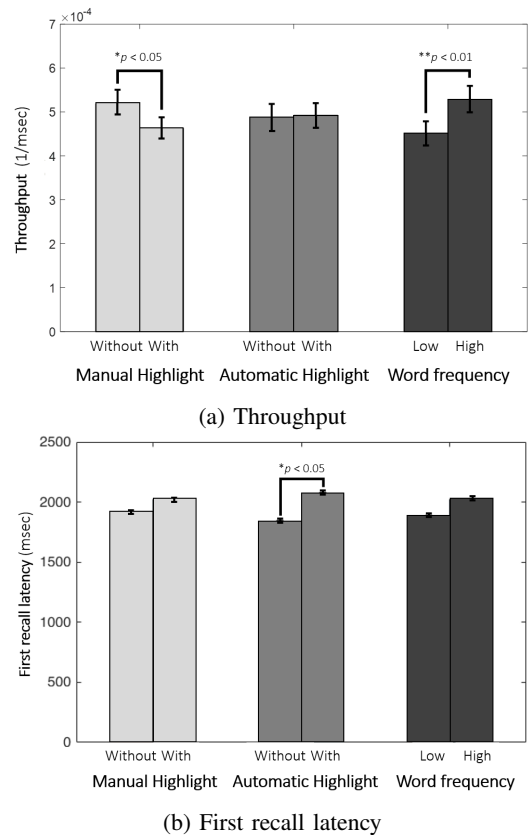 ×10⁻⁴
7
6
5
4
3
2
1
0
Throughput (1/msec)
*p < 0.05
**p < 0.01
Without With Without With Low High
Manual Highlight Automatic Highlight Word frequency
(a) Throughput
2500
2000
1500
1000
500
0
First recall latency (msec)
*p < 0.05
Without With Without With Low High
Manual Highlight Automatic Highlight Word frequency
(b) First recall latency